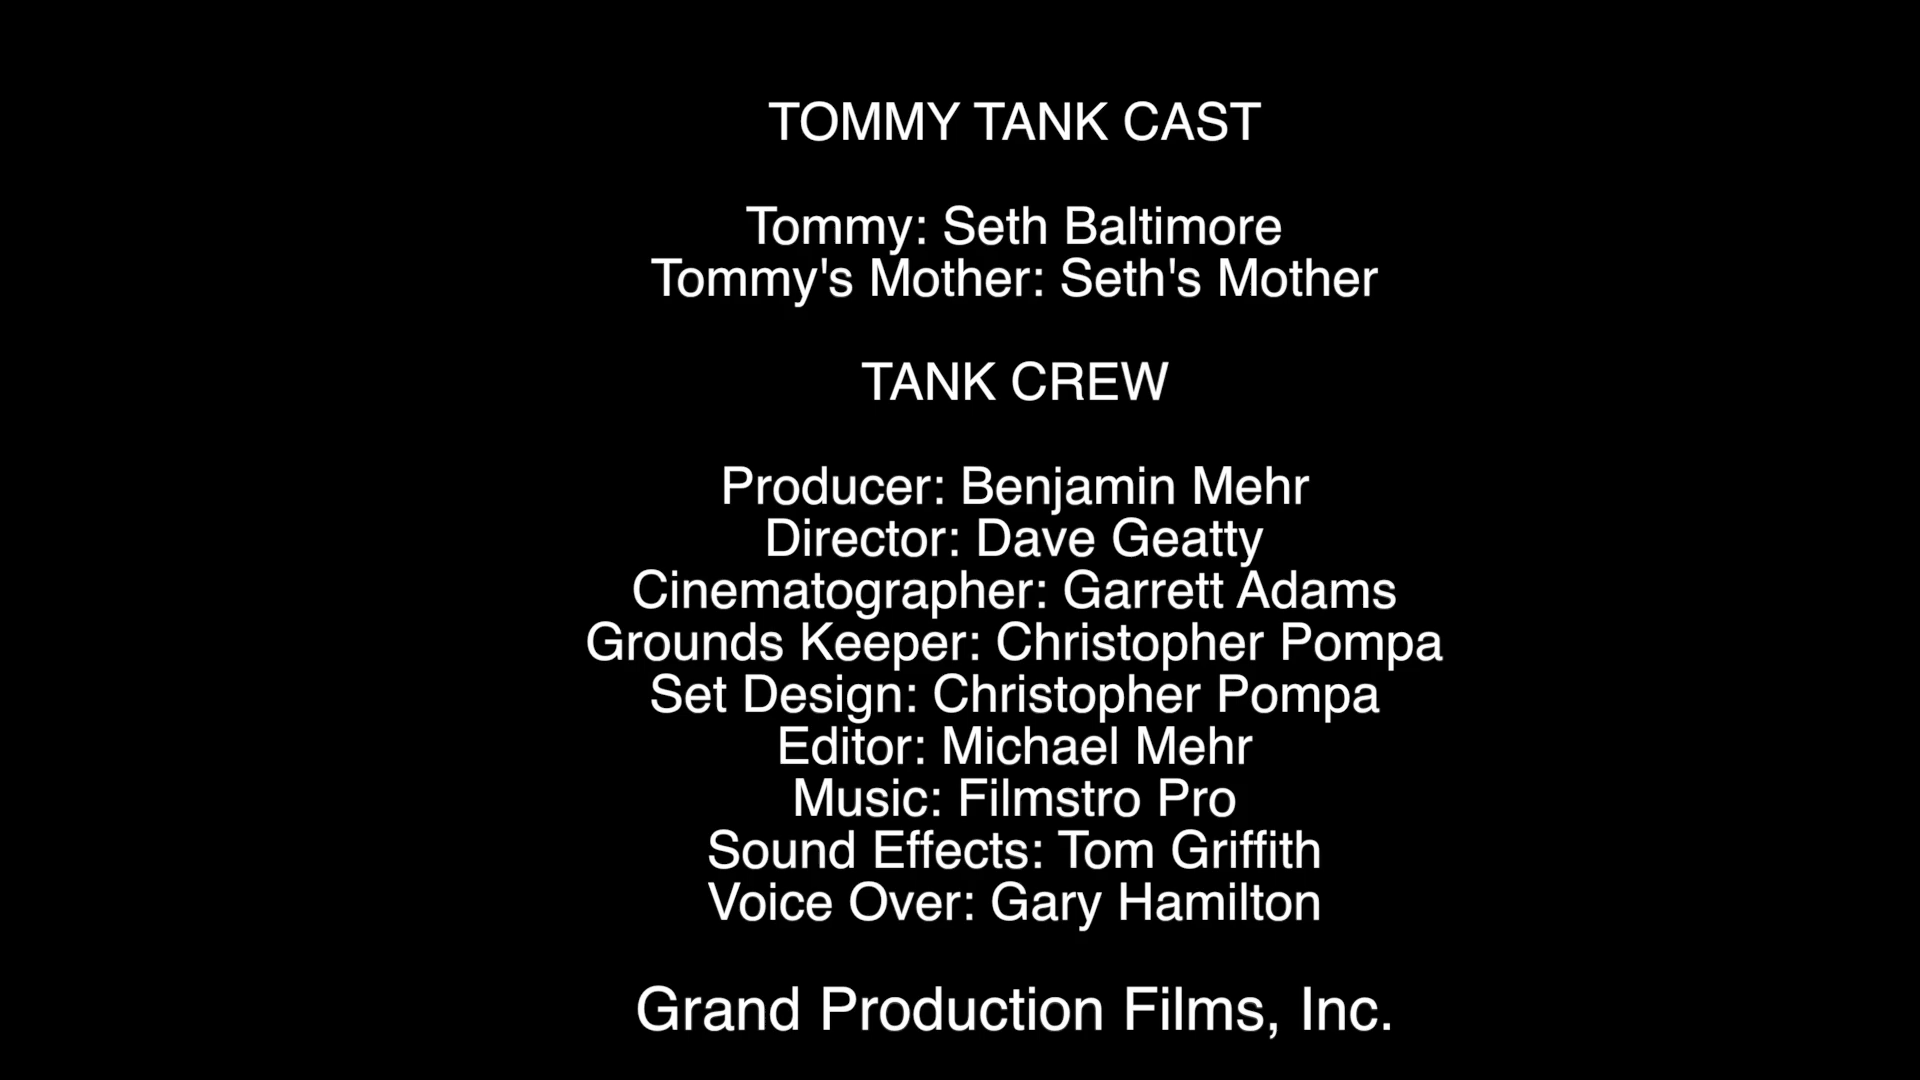 TOMMY TANK CAST
Tommy: Seth Baltimore
Tommy's Mother: Seth's Mother
TANK CREW
Producer: Benjamin Mehr
Director: Dave Geatty
Cinematographer: Garrett Adams
Grounds Keeper: Christopher Pompa
Set Design: Christopher Pompa
Editor: Michael Mehr
Music: Filmstro Pro
Sound Effects: Tom Griffith
Voice Over: Gary Hamilton
Grand Production Films, Inc.